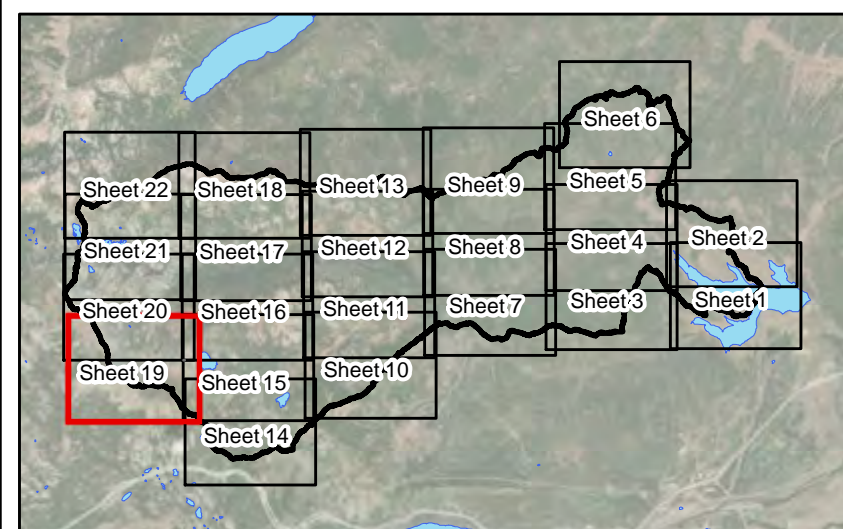 Sheet 6
Sheet 22
Sheet 18
Sheet 13
Sheet 9
Sheet 5
Sheet 21
Sheet 17
Sheet 12
Sheet 8
Sheet 4
Sheet 2
Sheet 20
Sheet 16
Sheet 11
Sheet 7
Sheet 3
Sheet 1
Sheet 19
Sheet 15
Sheet 10
Sheet 14